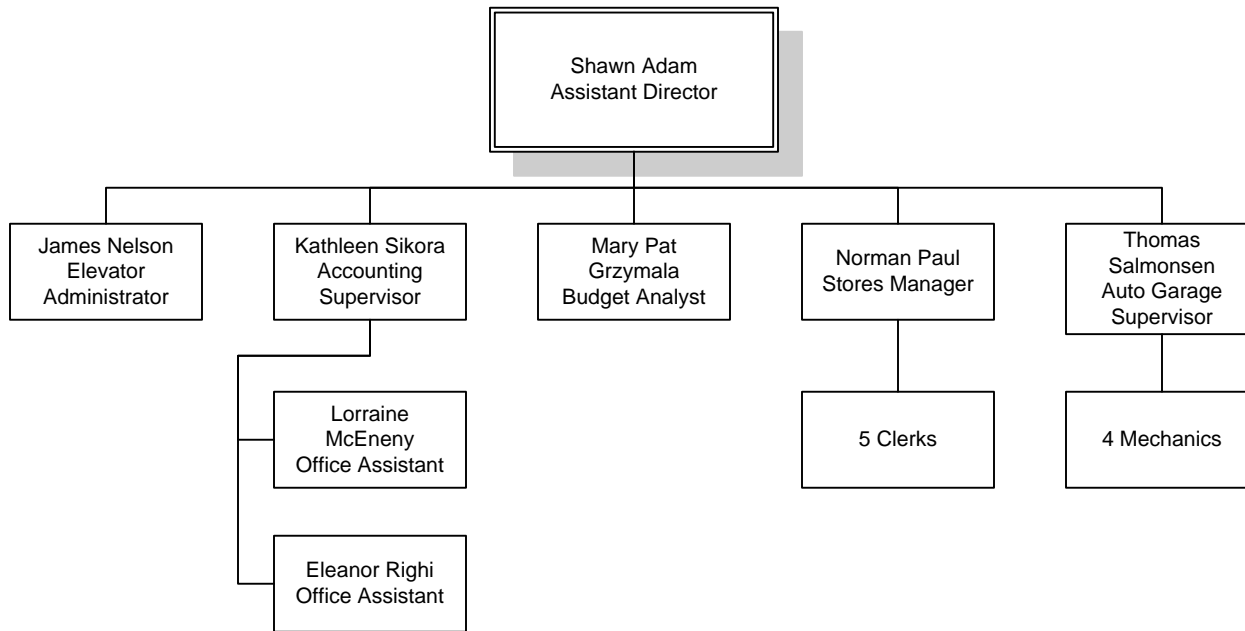 Shawn Adam
Assistant Director
James Nelson
Elevator
Administrator
Kathleen Sikora
Accounting
Supervisor
Mary Pat
Grzymala
Budget Analyst
Norman Paul
Stores Manager
Thomas
Salmonsen
Auto Garage
Supervisor
Lorraine
McEneny
Office Assistant
5 Clerks
4 Mechanics
Eleanor Righi
Office Assistant